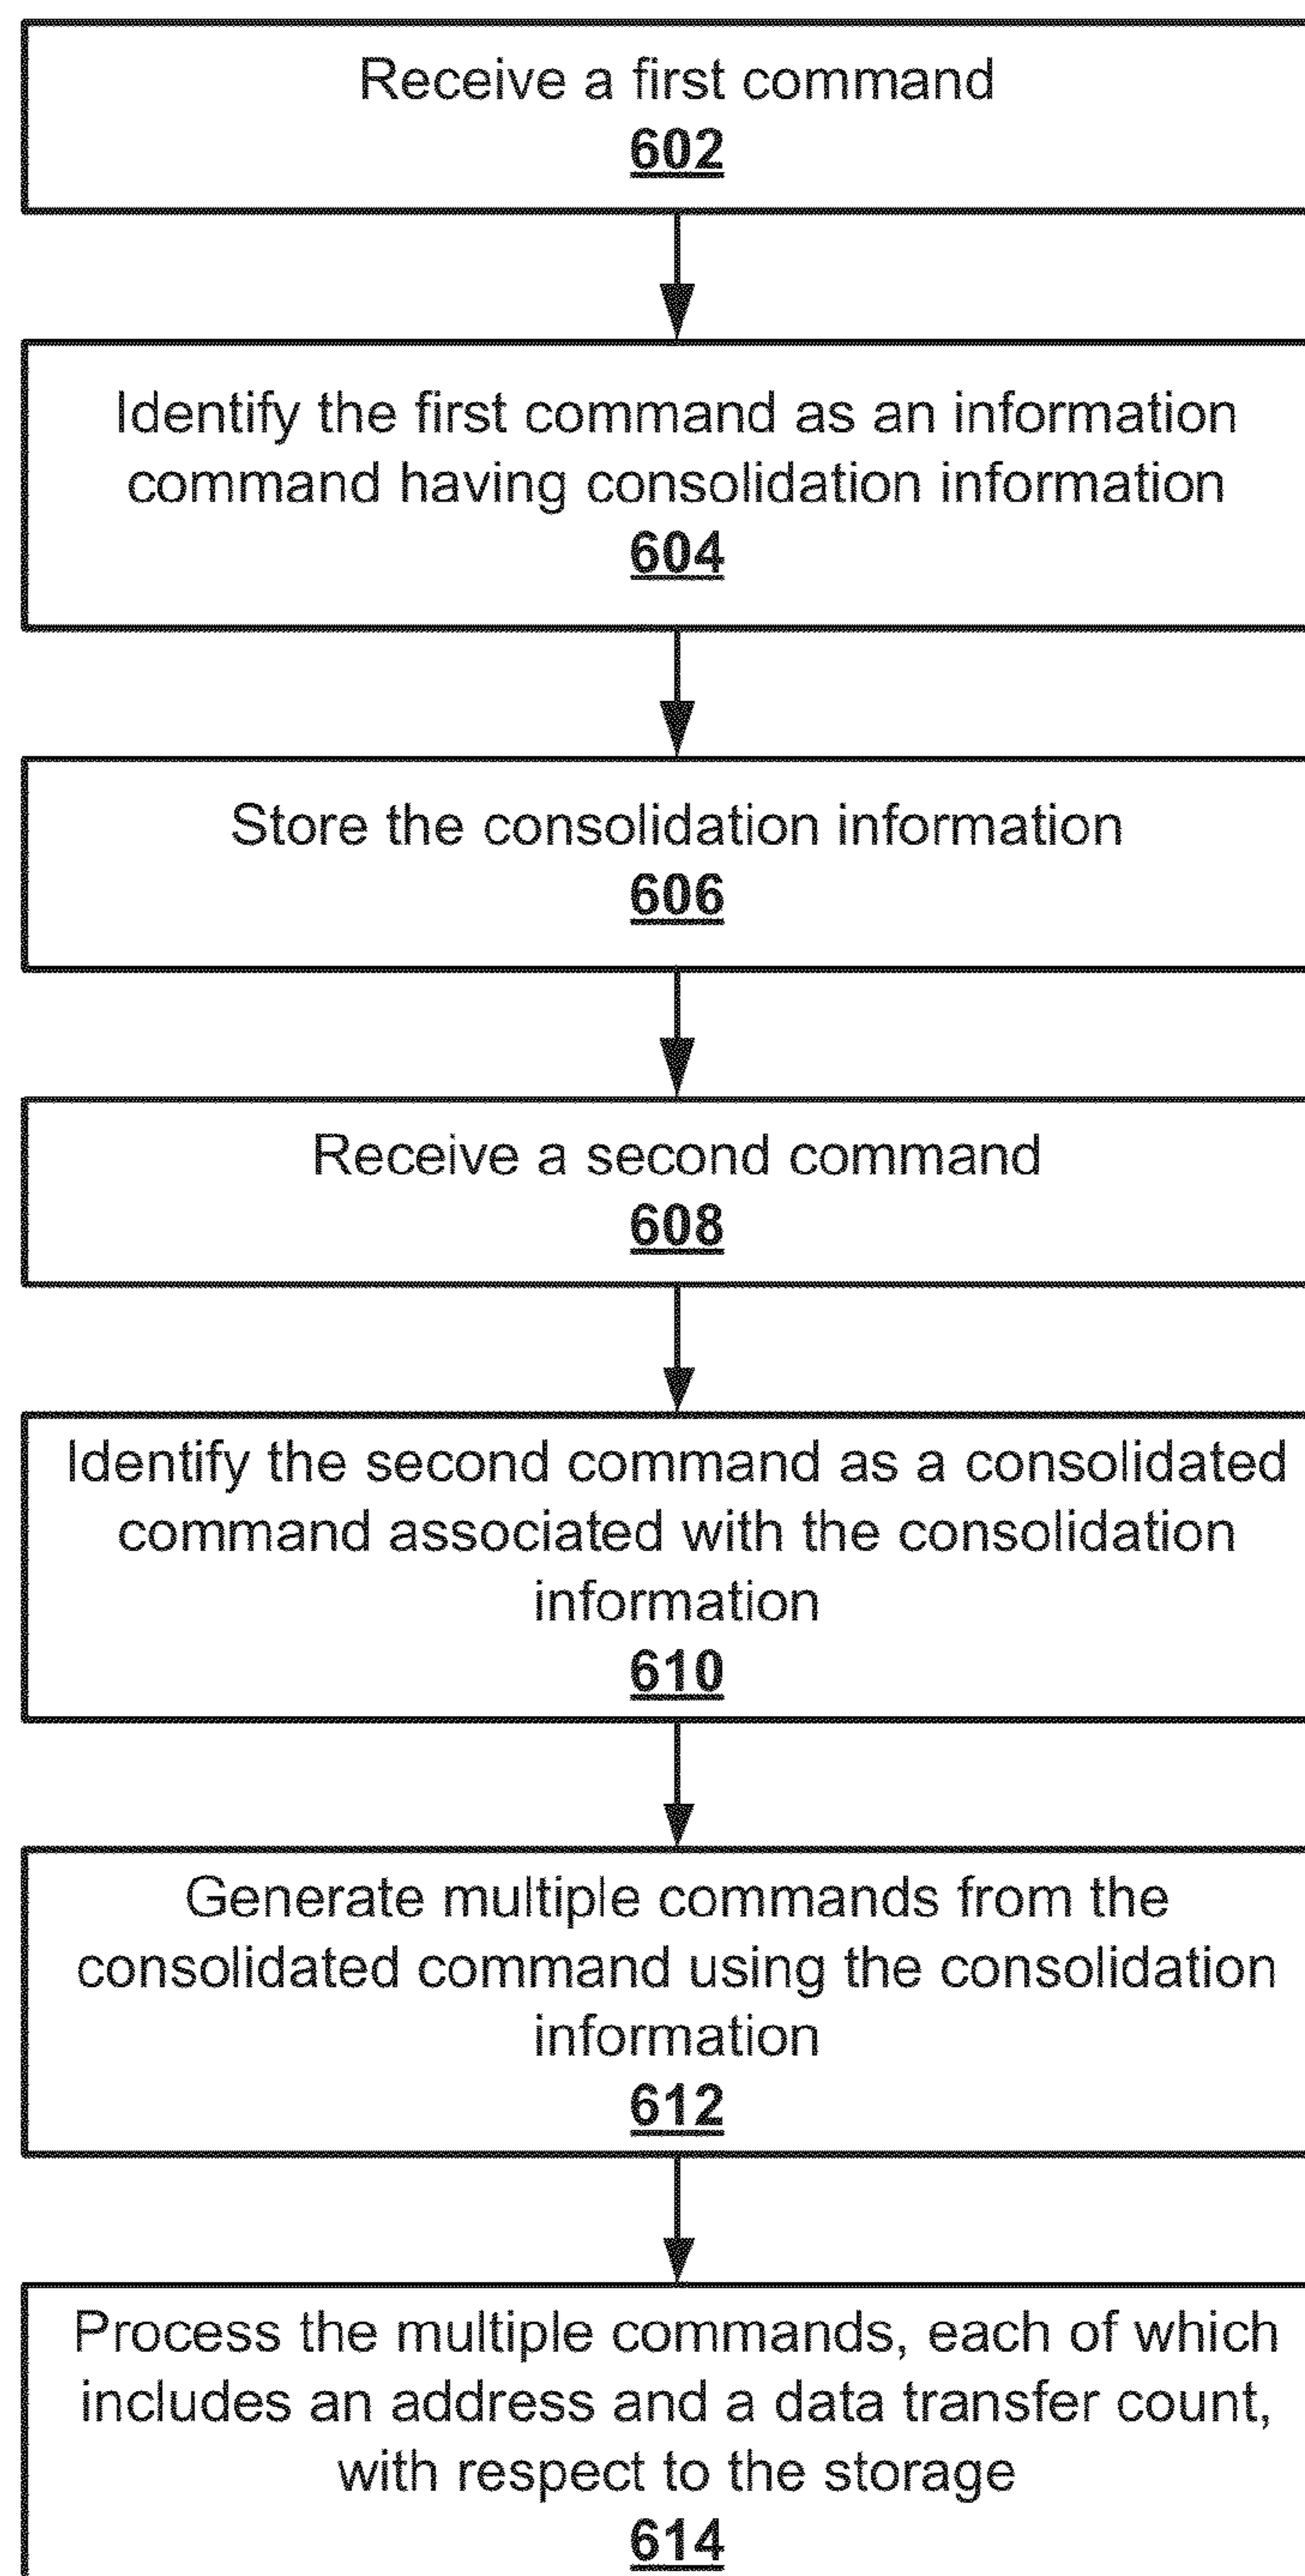 Receive a first command
602
Identify the first command as an information
command having consolidation information
604
Store the consolidation information
606
Receive a second command
608
Identify the second command as a consolidated
command associated with the consolidation
information
610
Generate multiple commands from the
consolidated command using the consolidation
information
612
Process the multiple commands, each of which
includes an address and a data transfer count,
with respect to the storage
614